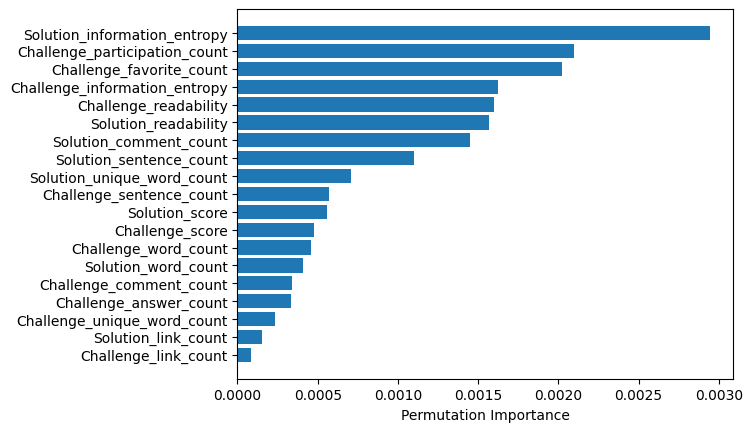 Solution_information_entropy
Challenge_participation_count
Challenge_favorite_count
Challenge_information_entropy
Challenge_readability
Solution_readability
Solution_comment_count
Solution_sentence_count
Solution_unique_word_count
Challenge_sentence_count
Solution_score
Challenge_score
Challenge_word_count
Solution_word_count
Challenge_comment_count
Challenge_answer_count
Challenge_unique_word_count
Solution_link_count
Challenge_link_count
0.0000 0.0005 0.0010 0.0015 0.0020 0.0025 0.0030
Permutation Importance